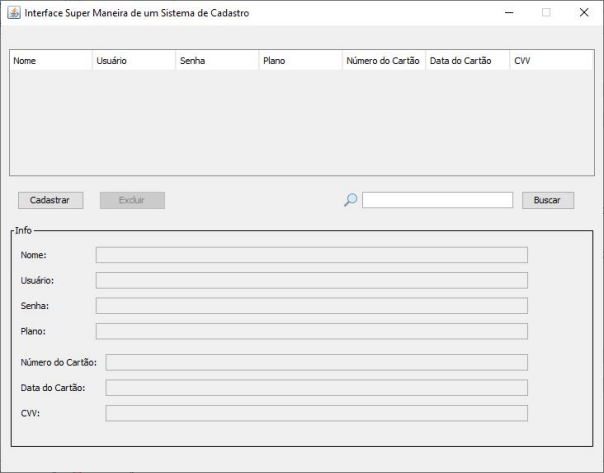 Interface Super Maneira de um Sistema de Cadastro
Nome Usuário Senha Plano Número do Cartão Data do Cartão CVV
Cadastrar Excluir Buscar
Info
Nome:
Usuário:
Senha:
Plano:
Número do Cartão:
Data do Cartão:
CVV: